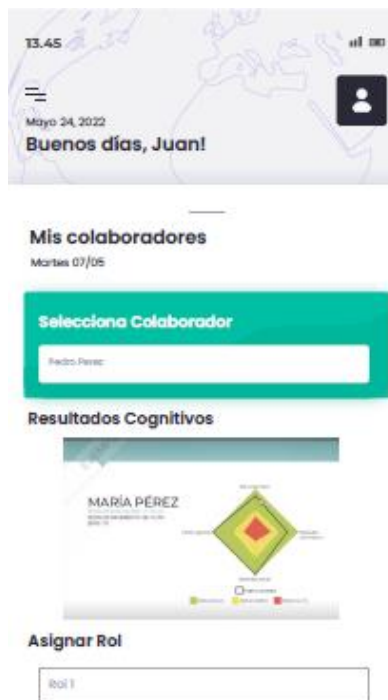 13.45
Mayo 24, 2022
Buenos días, Juan!
Mis colaboradores
Martes 07/05
Selecciona Colaborador
Pedro Perez
Resultados Cognitivos
MARÍA PÉREZ
Asignar Rol
Rol 1